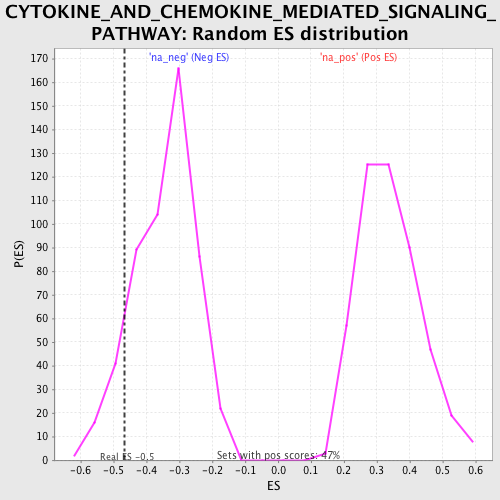 CYTOKINE_AND_CHEMOKINE_MEDIATED_SIGNALING_
PATHWAY: Random ES distribution
'na_neg' (Neg ES)
'na_pos' (Pos ES)
170
160
150
140
130
120
110
100
90
80
70
60
50
40
30
20
10
0
P(ES)
Real ES -0,5
Sets with pos scores: 47%
-0.6 -0.5 -0.4 -0.3 -0.2 -0.1 0.0 0.1 0.2 0.3 0.4 0.5 0.6
ES